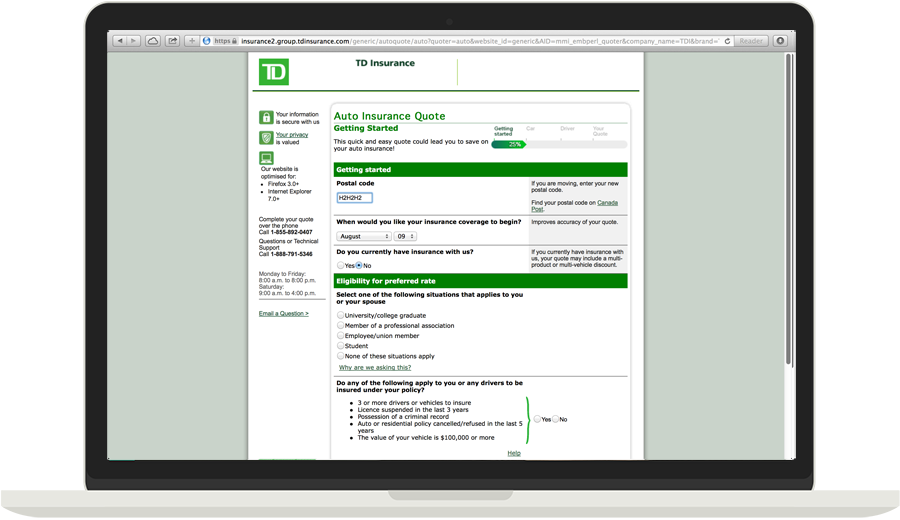 https insurance2.group.tdinsurance.com/generic/autoquote/auto?quoter=auto&website_id=generic&AID=mmi_embperl_quoter&company_name=TDI&brand=
Reader
TD
TD Insurance
Your information
is secure with us
Your privacy
is valued
Our website is
optimised for:
• Firefox 3.0+
• Internet Explorer
7.0+
Complete your quote
over the phone
Call 1-855-892-0407
Questions or Technical
Support
Call 1-888-791-5346
Monday to Friday:
8:00 a.m. to 8:00 p.m.
Saturday:
9:00 a.m. to 4:00 p.m.
Email a Question >
Auto Insurance Quote
Getting Started
This quick and easy quote could lead you to save on
your auto insurance!
Getting
started
Car
Driver
Your
Quote
25%
Getting started
Postal code
H2H2H2
If you are moving, enter your new
postal code.
Find your postal code on Canada
Post.
When would you like your insurance coverage to begin?
August 09
Improves accuracy of your quote.
Do you currently have insurance with us?
Yes No
If you currently have insurance with
us, your quote may include a multi-
product or multi-vehicle discount.
Eligibility for preferred rate
Select one of the following situations that applies to you
or your spouse
University/college graduate
Member of a professional association
Employee/union member
Student
None of these situations apply
Why are we asking this?
Do any of the following apply to you or any drivers to be
insured under your policy?
• 3 or more drivers or vehicles to insure
• Licence suspended in the last 3 years
• Possession of a criminal record
• Auto or residential policy cancelled/refused in the last 5
years
• The value of your vehicle is $100,000 or more
Yes No
Help